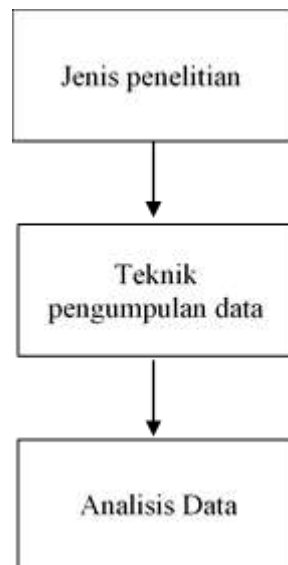 Jenis penelitian
Teknik
pengumpulan data
Analisis Data